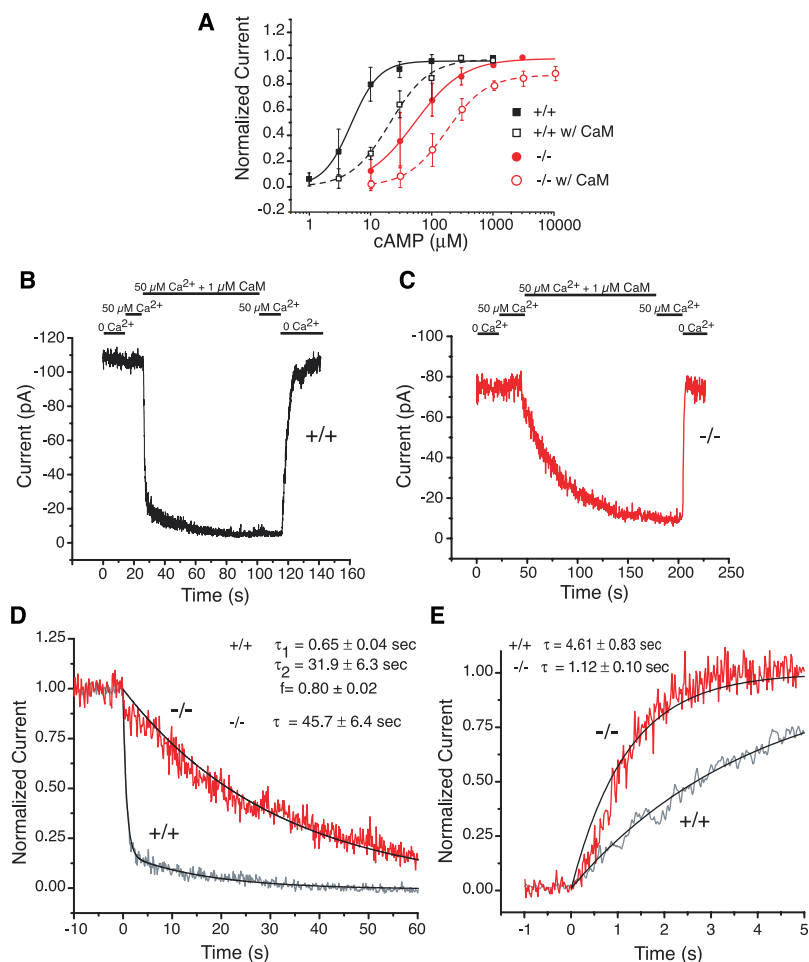 A
Normalized Current
1.2
1.0
0.8
0.6
0.4
0.2
0.0
-0.2
1 10 100 1000 10000
cAMP (µM)
+/+
+/+ w/ CaM
-/-
-/- w/ CaM
B
50 µM Ca2+ + 1 µM CaM
50 µM Ca2+ 50 µM Ca2+
0 Ca2+ 0 Ca2+
Current (pA)
-120
-100
-80
-60
-40
-20
0
+/+
0 20 40 60 80 100 120 140 160
Time (s)
C
50 µM Ca2+ + 1 µM CaM
50 µM Ca2+ 50 µM Ca2+
0 Ca2+ 0 Ca2+
Current (pA)
-100
-80
-60
-40
-20
0
-/-
0 50 100 150 200 250
Time (s)
D
Normalized Current
1.25
1.00
0.75
0.50
0.25
0.00
+/+ τ1 = 0.65 ± 0.04 sec
τ2 = 31.9 ± 6.3 sec
f= 0.80 ± 0.02
-/- τ = 45.7 ± 6.4 sec
-/-
+/+
-10 0 10 20 30 40 50 60
Time (s)
E
+/+ τ = 4.61 ± 0.83 sec
-/- τ = 1.12 ± 0.10 sec
Normalized Current
1.00
0.75
0.50
0.25
0.00
-/-
+/+
-1 0 1 2 3 4 5
Time (s)